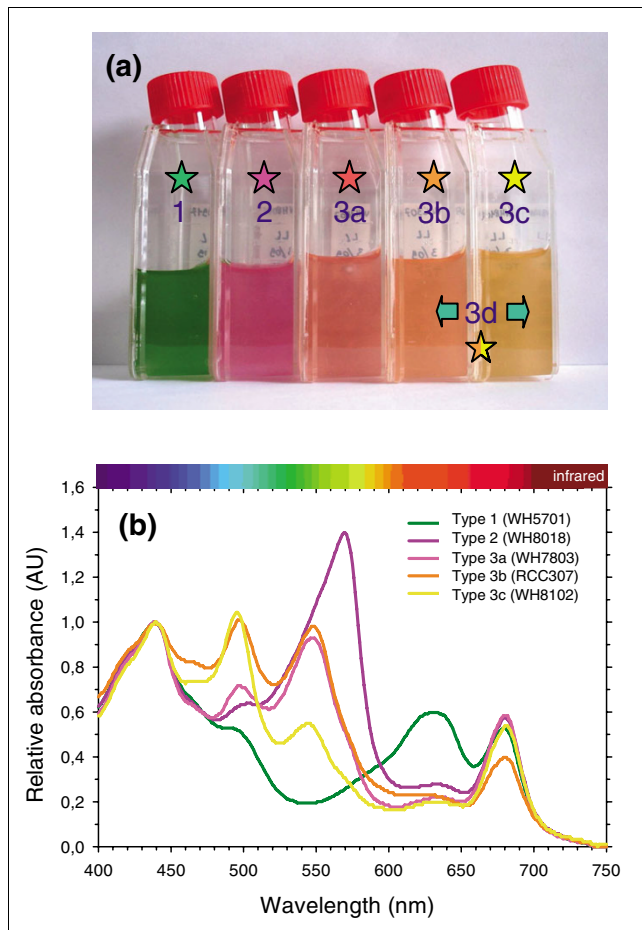 (a)
1 2 3a 3b 3c
3d
infrared
(b)
Type 1 (WH5701)
Type 2 (WH8018)
Type 3a (WH7803)
Type 3b (RCC307)
Type 3c (WH8102)
1,6
1,4
1,2
1,0
0,8
0,6
0,4
0,2
0,0
Relative absorbance (AU)
400 450 500 550 600 650 700 750
Wavelength (nm)